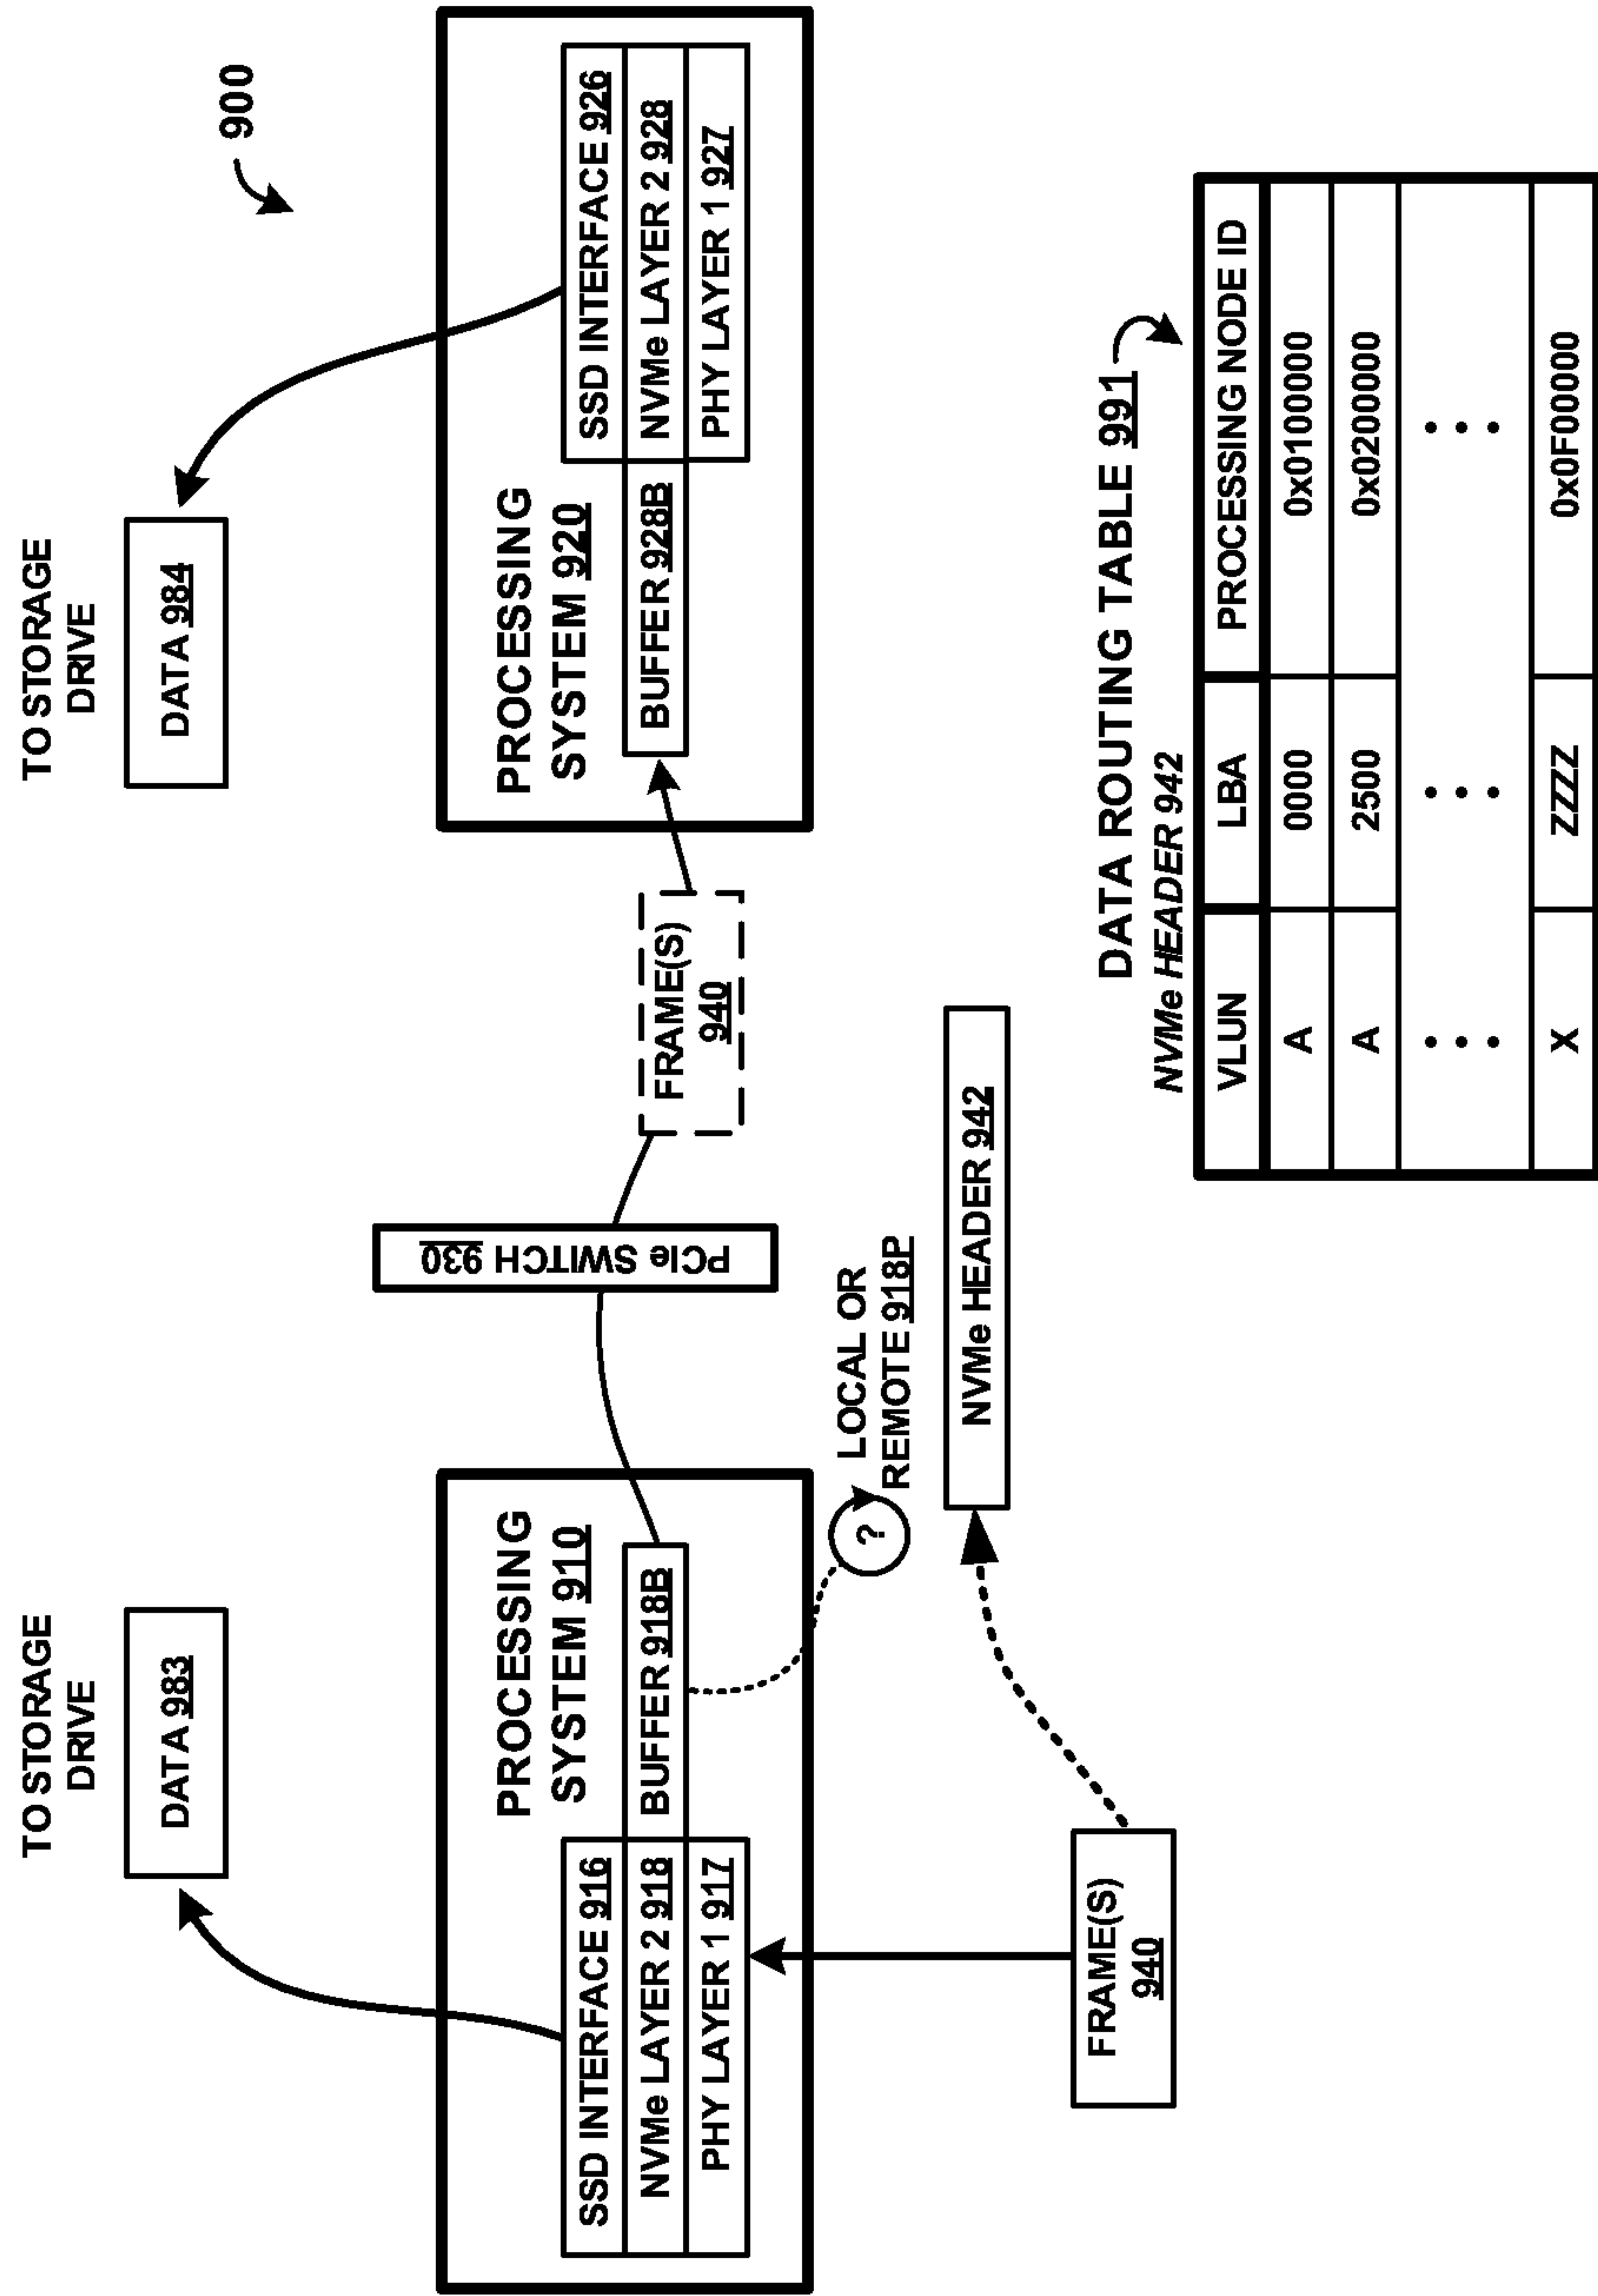 900
TO STORAGE
DRIVE
DATA 983
TO STORAGE
DRIVE
DATA 984
PROCESSING
SYSTEM 910
SSD INTERFACE 916
NVMe LAYER 2 918
BUFFER 918B
PHY LAYER 1 917
PCIe SWITCH 930
FRAME(S)
940
PROCESSING
SYSTEM 920
BUFFER 928B
SSD INTERFACE 926
NVMe LAYER 2 928
PHY LAYER 1 927
?
LOCAL OR
REMOTE 918P
NVMe HEADER 942
FRAME(S)
940
DATA ROUTING TABLE 991
NVMe HEADER 942
VLUN LBA PROCESSING NODE ID
A 0000 0x0100000
A 2500 0x0200000
• • • • • • • • •
X ZZZZ 0x0F00000